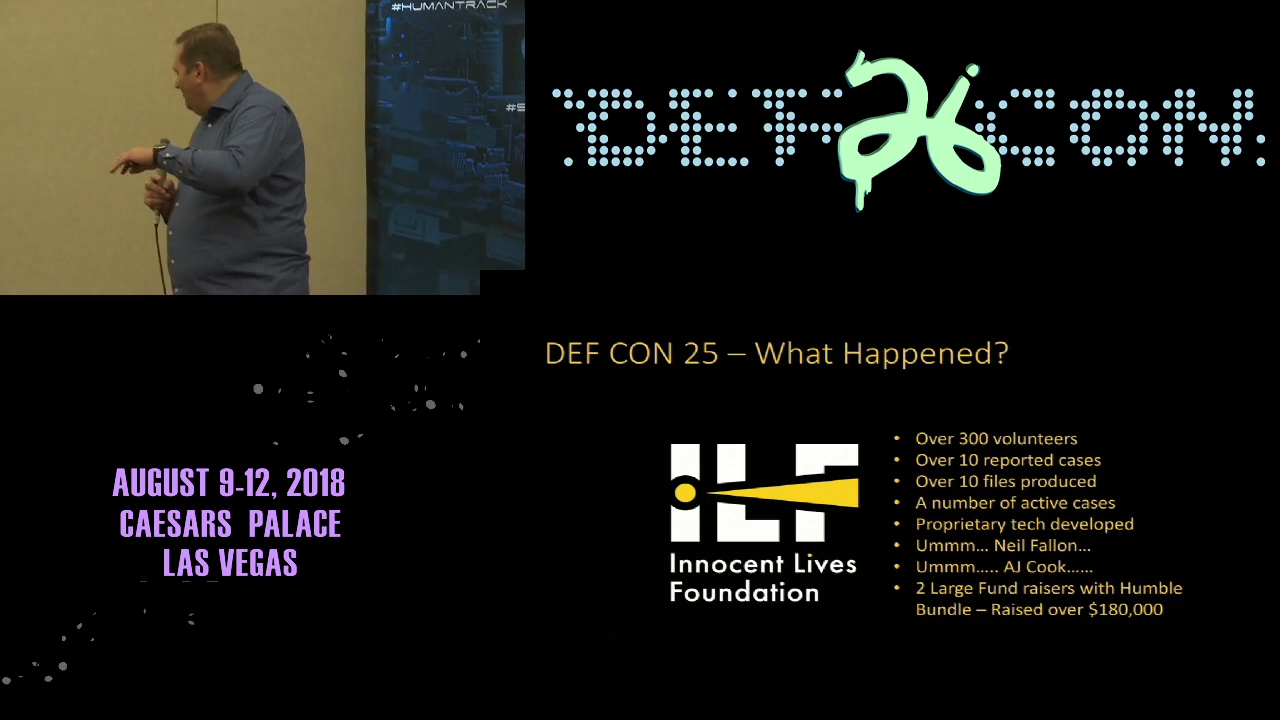 #HUMANTRACK
#S
DEF 26 CON
DEF CON 25 – What Happened?
ILF
Innocent Lives
Foundation
• Over 300 volunteers
• Over 10 reported cases
• Over 10 files produced
• A number of active cases
• Proprietary tech developed
• Ummm... Neil Fallon...
• Ummm..... AJ Cook......
• 2 Large Fund raisers with Humble
Bundle – Raised over $180,000
AUGUST 9-12, 2018
CAESARS PALACE
LAS VEGAS